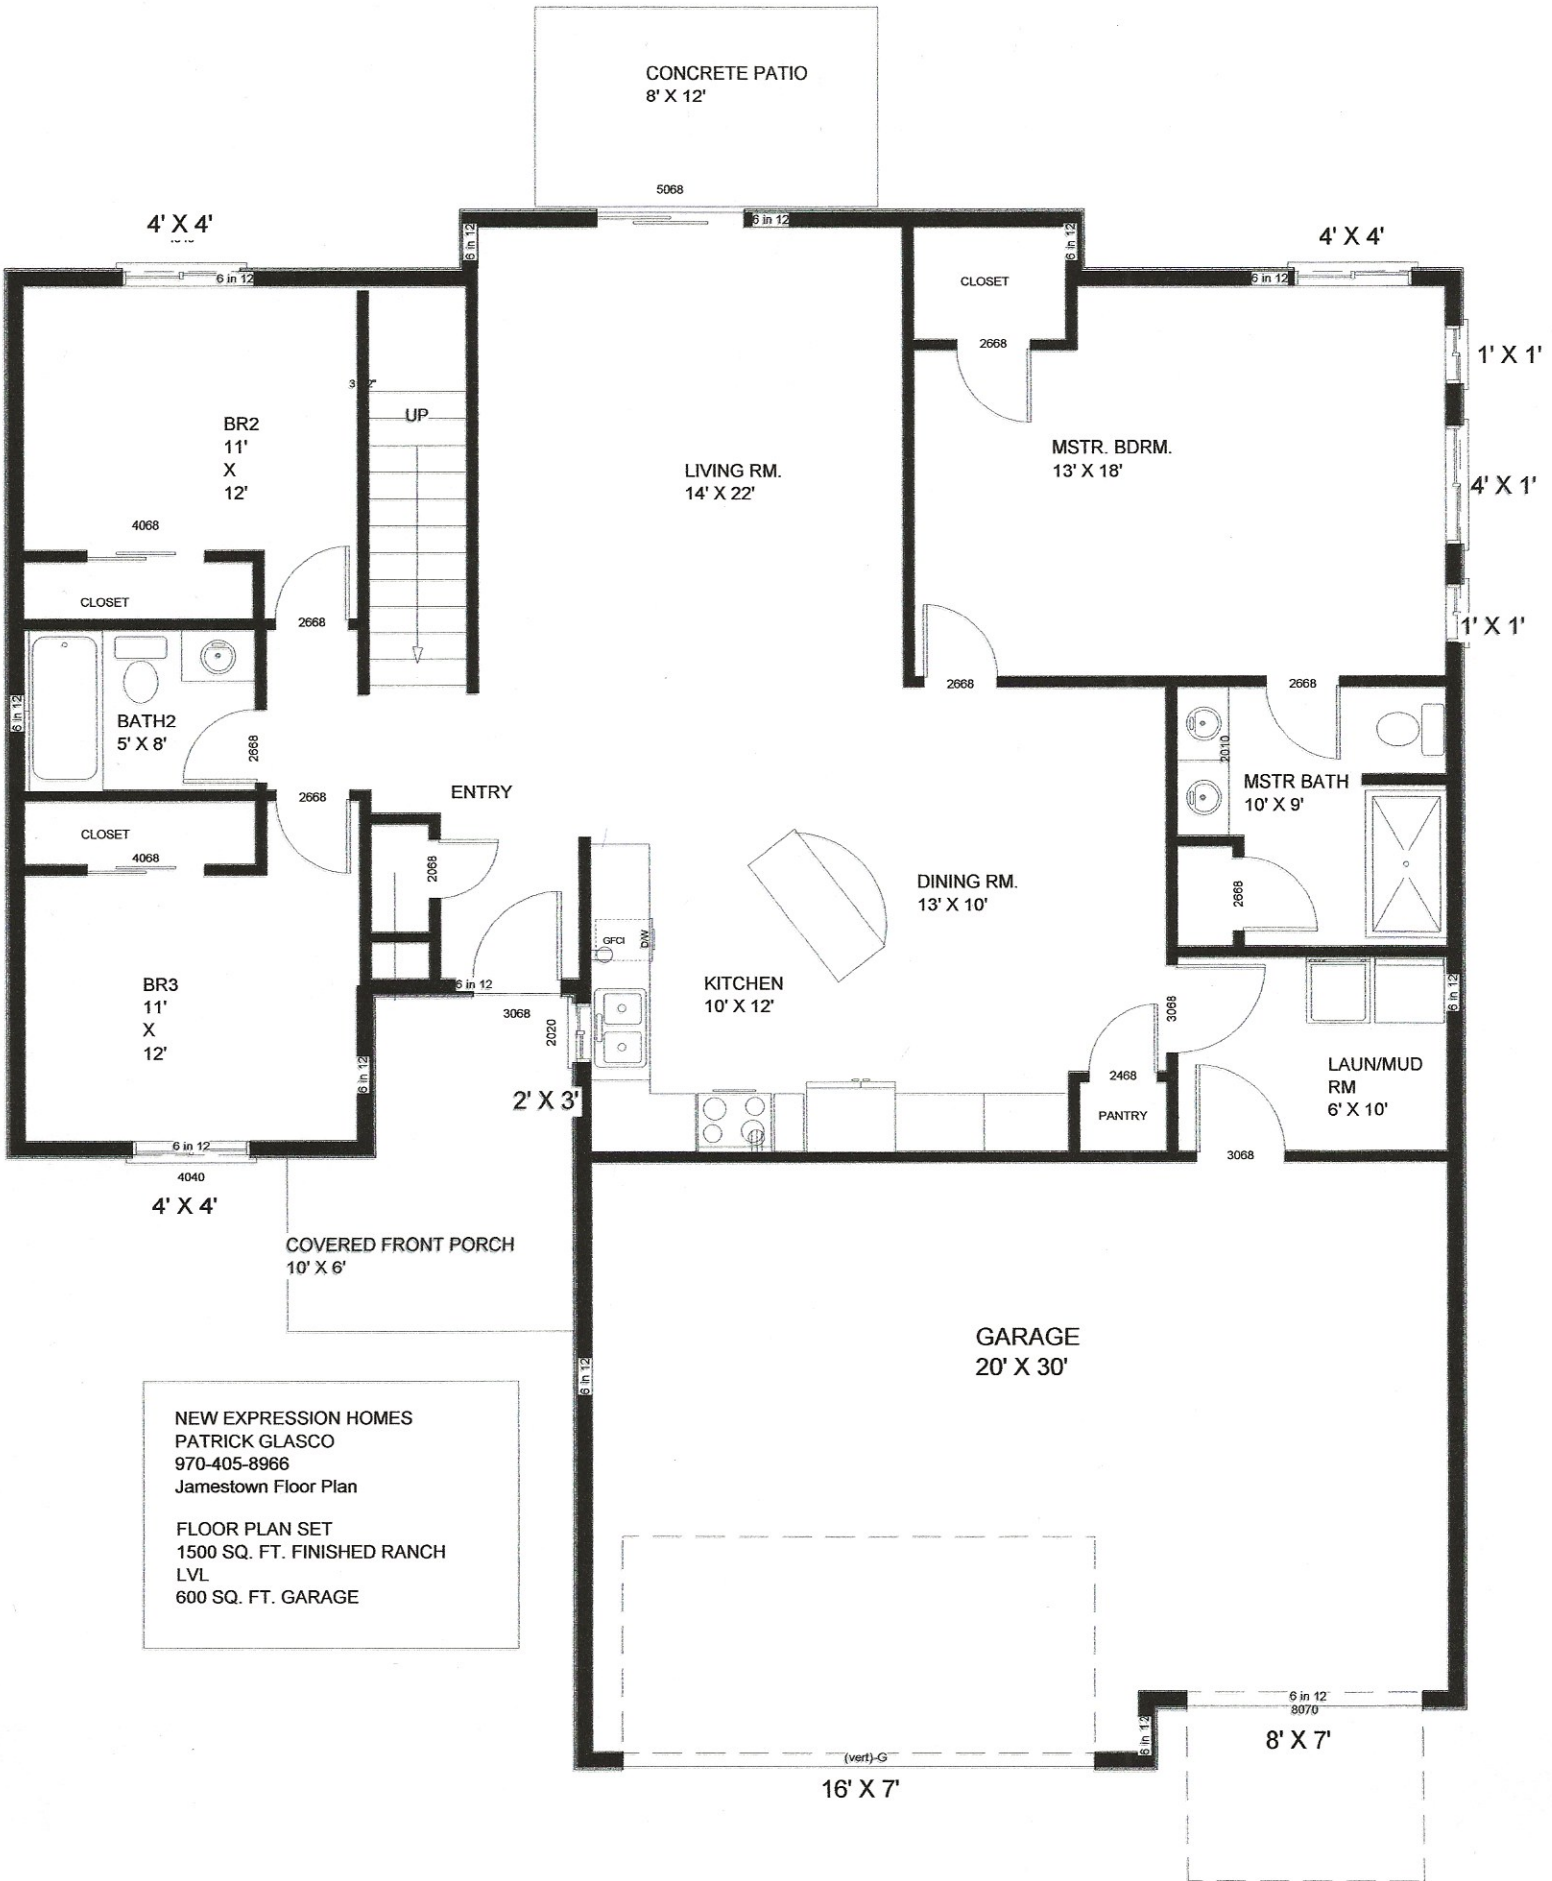 CONCRETE PATIO
8' X 12'
5068
4' X 4'
6 in 12
6 in 12
6 in 12
4' X 4'
6 in 12
6 in 12
CLOSET
2668
1' X 1'
UP
BR2
11'
X
12'
LIVING RM.
14' X 22'
MSTR. BDRM.
13' X 18'
4' X 1'
4068
CLOSET
2668
1' X 1'
2668
2668
6 in 12
BATH2
5' X 8'
2668
2010
MSTR BATH
10' X 9'
ENTRY
2668
CLOSET
4068
2068
DINING RM.
13' X 10'
2668
GFCI
D/W
BR3
11'
X
12'
6 in 12
3068
2020
KITCHEN
10' X 12'
3068
6 in 12
2468
PANTRY
LAUN/MUD
RM
6' X 10'
6 in 12
2' X 3'
6 in 12
4040
4' X 4'
3068
COVERED FRONT PORCH
10' X 6'
GARAGE
20' X 30'
6 in 12
NEW EXPRESSION HOMES
PATRICK GLASCO
970-405-8966
Jamestown Floor Plan
FLOOR PLAN SET
1500 SQ. FT. FINISHED RANCH
LVL
600 SQ. FT. GARAGE
6 in 12
8070
8' X 7'
6 in 12
(vert)-G
16' X 7'